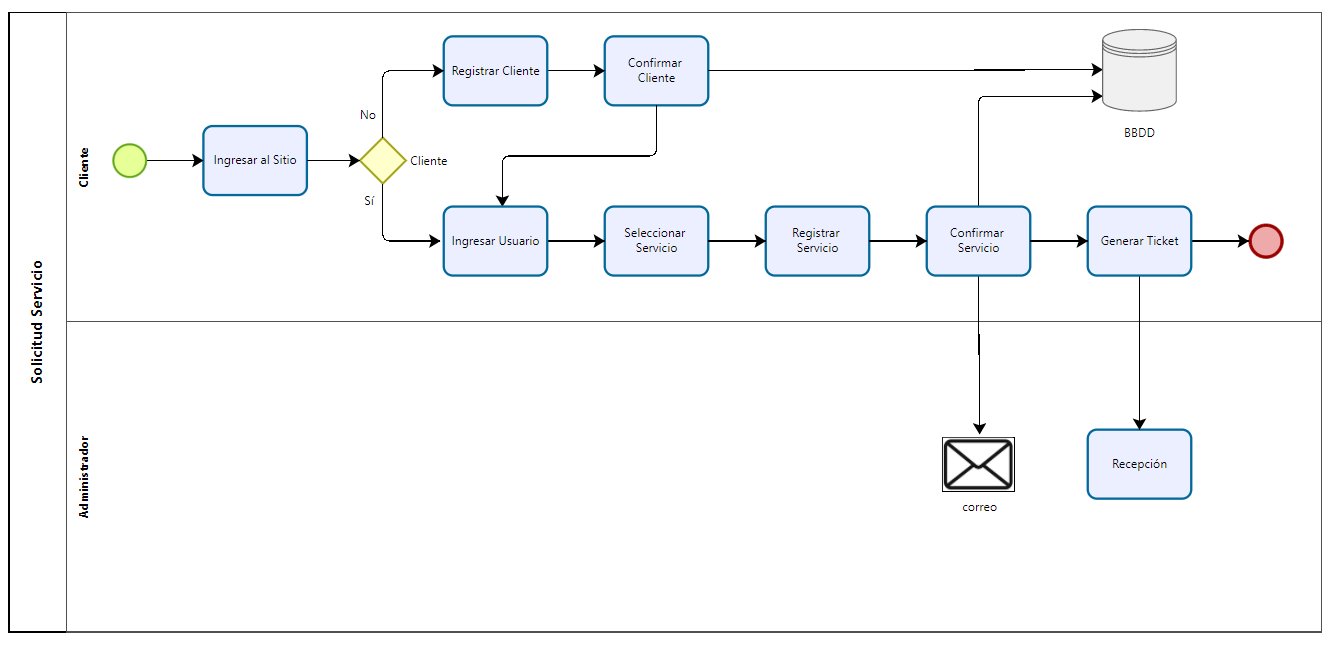 Solicitud Servicio
Cliente
Ingresar al Sitio
No
Cliente
Sí
Registrar Cliente
Confirmar
Cliente
BBDD
Ingresar Usuario
Seleccionar
Servicio
Registrar
Servicio
Confirmar
Servicio
Generar Ticket
Administrador
correo
Recepción